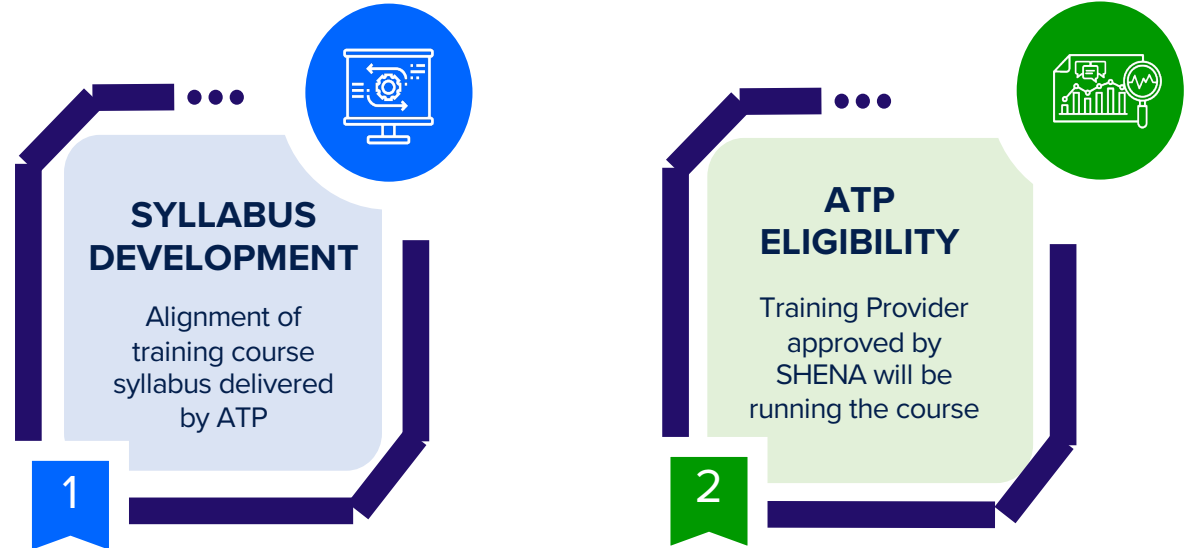 SYLLABUS
DEVELOPMENT
Alignment of
training course
syllabus delivered
by ATP
1
ATP
ELIGIBILITY
Training Provider
approved by
SHENA will be
running the course
2